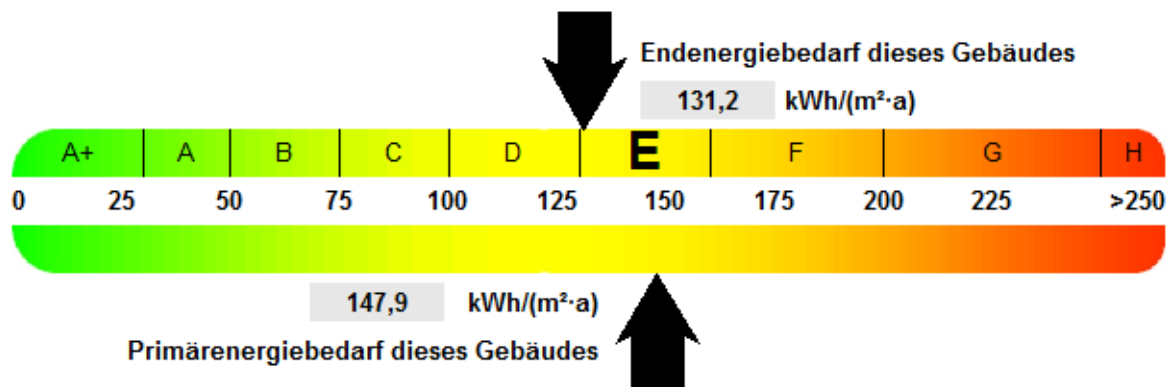 Endenergiebedarf dieses Gebäudes
131,2 kWh/(m²·a)
A+ A B C D E F G H
0 25 50 75 100 125 150 175 200 225 >250
147,9 kWh/(m²·a)
Primärenergiebedarf dieses Gebäudes